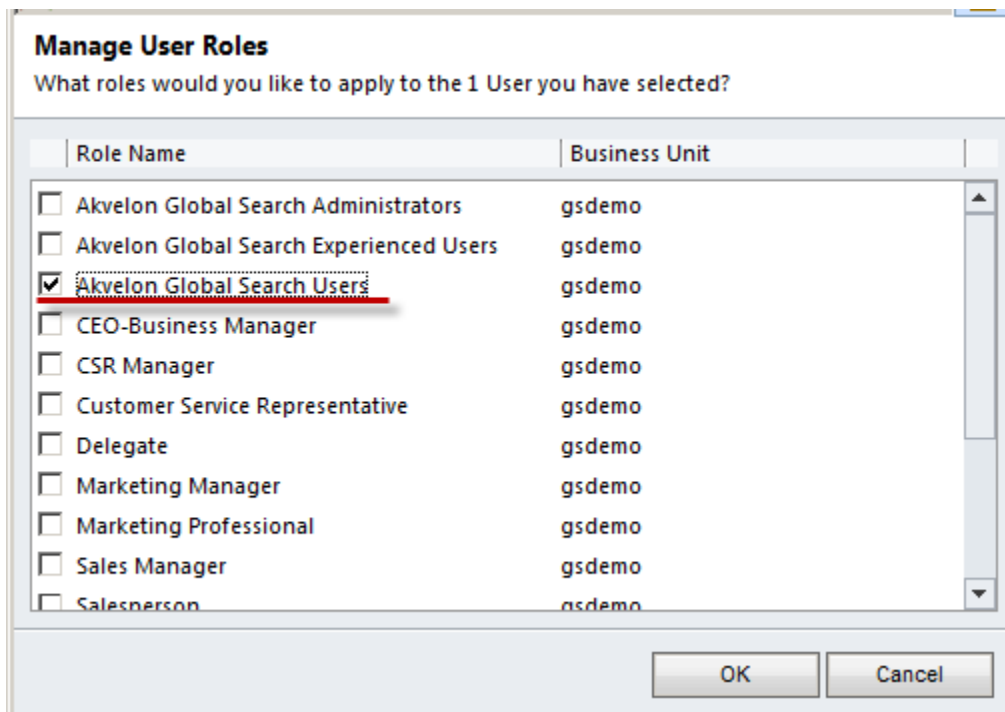 Manage User Roles
What roles would you like to apply to the 1 User you have selected?
Role Name Business Unit
Akvelon Global Search Administrators gsdemo
Akvelon Global Search Experienced Users gsdemo
Akvelon Global Search Users gsdemo
CEO-Business Manager gsdemo
CSR Manager gsdemo
Customer Service Representative gsdemo
Delegate gsdemo
Marketing Manager gsdemo
Marketing Professional gsdemo
Sales Manager gsdemo
Salesperson gsdemo
OK Cancel